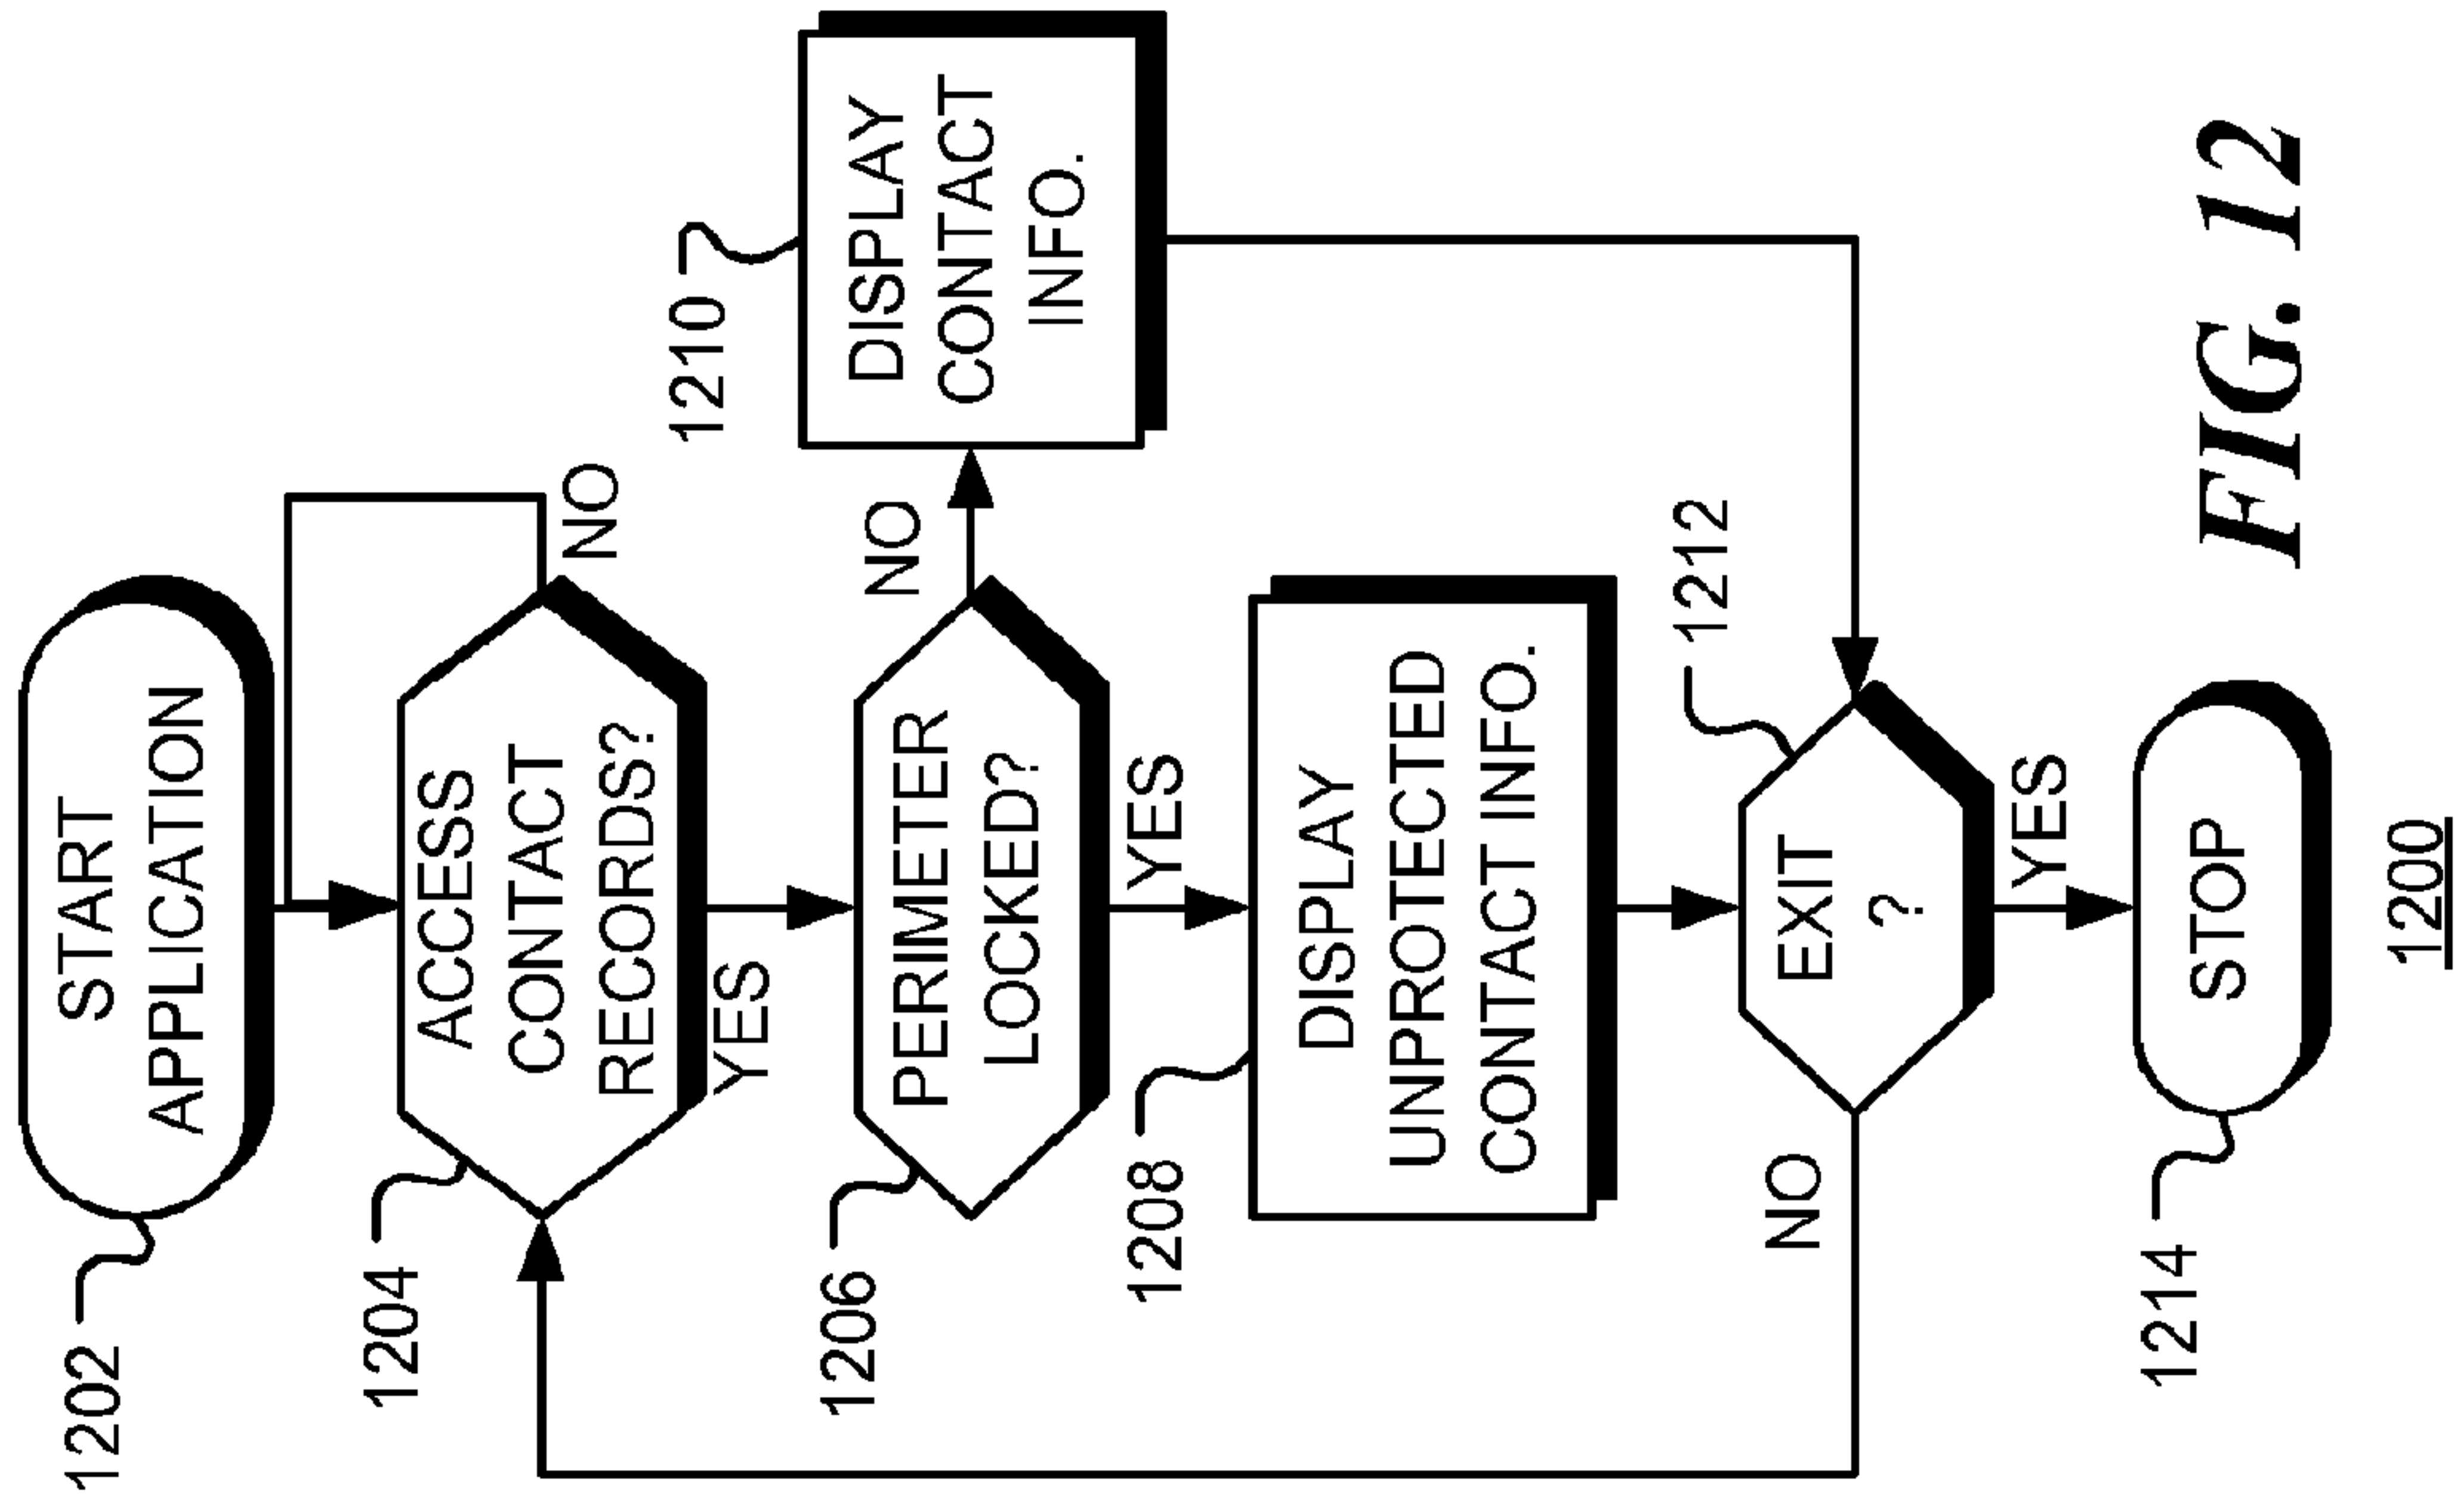 1202
START
APPLICATION
1204
ACCESS
CONTACT
RECORDS?
NO
YES
1206
PERIMETER
LOCKED?
NO
1210
DISPLAY
CONTACT
INFO.
YES
1208
DISPLAY
UNPROTECTED
CONTACT INFO.
1212
EXIT
?
NO
YES
1214
STOP
1200
FIG. 12